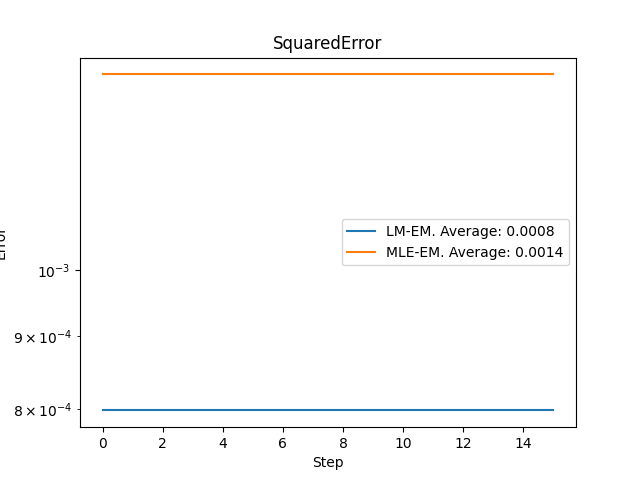 SquaredError
Error
LM-EM. Average: 0.0008
MLE-EM. Average: 0.0014
10⁻³
9 × 10⁻⁴
8 × 10⁻⁴
0 2 4 6 8 10 12 14
Step